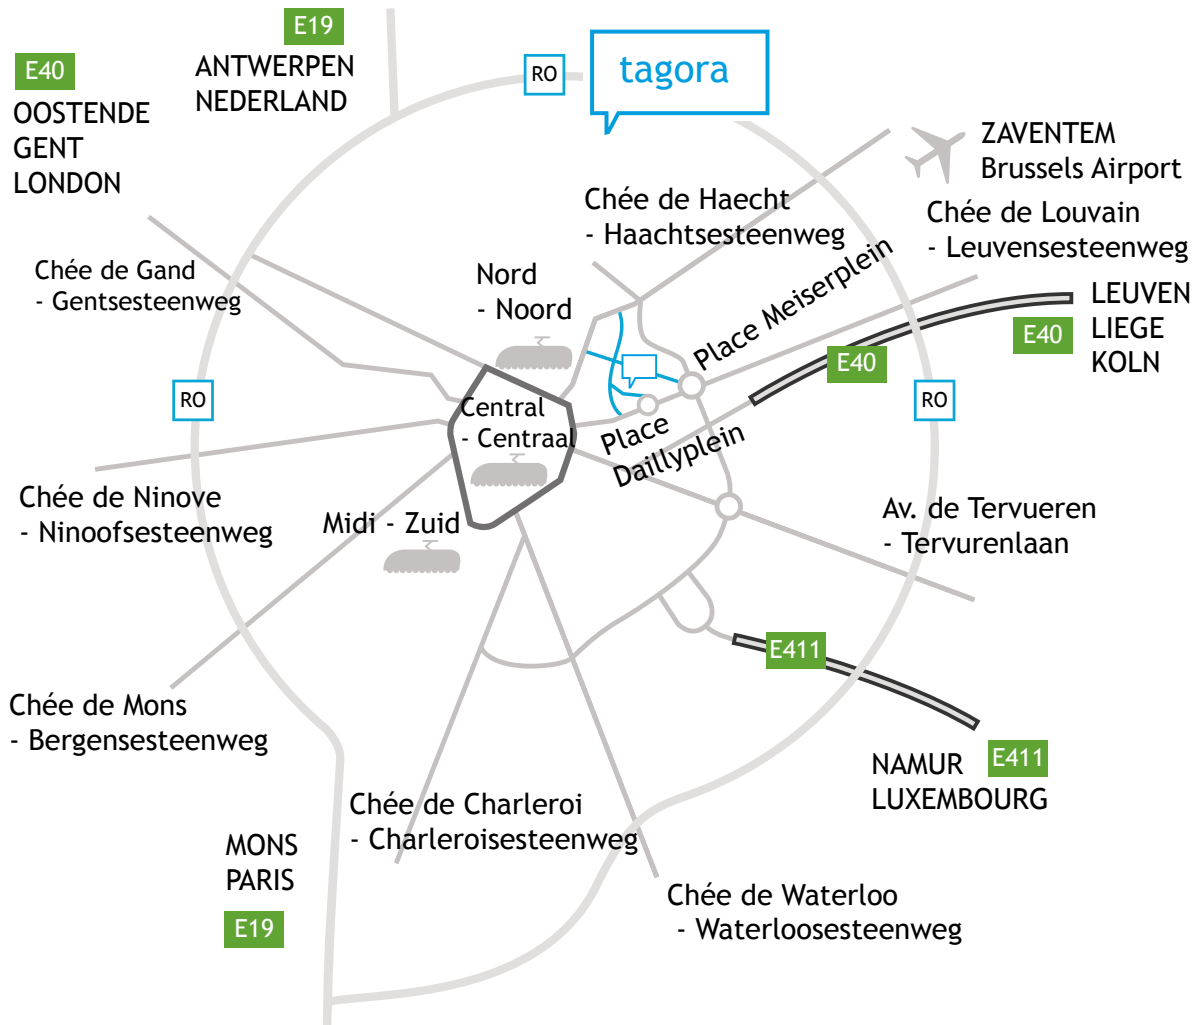 E19
ANTWERPEN
NEDERLAND
E40
OOSTENDE
GENT
LONDON
RO
tagora
ZAVENTEM
Brussels Airport
Chée de Haecht
- Haachtsesteenweg
Chée de Louvain
- Leuvensesteenweg
Chée de Gand
- Gentsesteenweg
Nord
- Noord
Place Meiserplein
LEUVEN
LIEGE
KOLN
E40
E40
RO
RO
Central
- Centraal
Place
Daillyplein
Chée de Ninove
- Ninoofsesteenweg
Midi - Zuid
Av. de Tervueren
- Tervurenlaan
E411
Chée de Mons
- Bergensesteenweg
NAMUR
LUXEMBOURG
E411
Chée de Charleroi
- Charleroisesteenweg
MONS
PARIS
E19
Chée de Waterloo
- Waterloosesteenweg